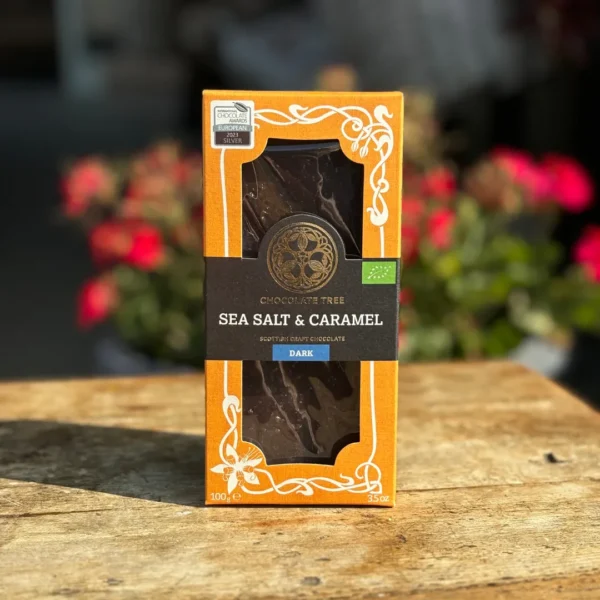 CHOCOLATE
AWARDS
EUROPEAN
2021
SILVER
CHOCOLATE TREE
SEA SALT & CARAMEL
SCOTTISH CRAFT CHOCOLATE
DARK
100g ℮
3.5 oz